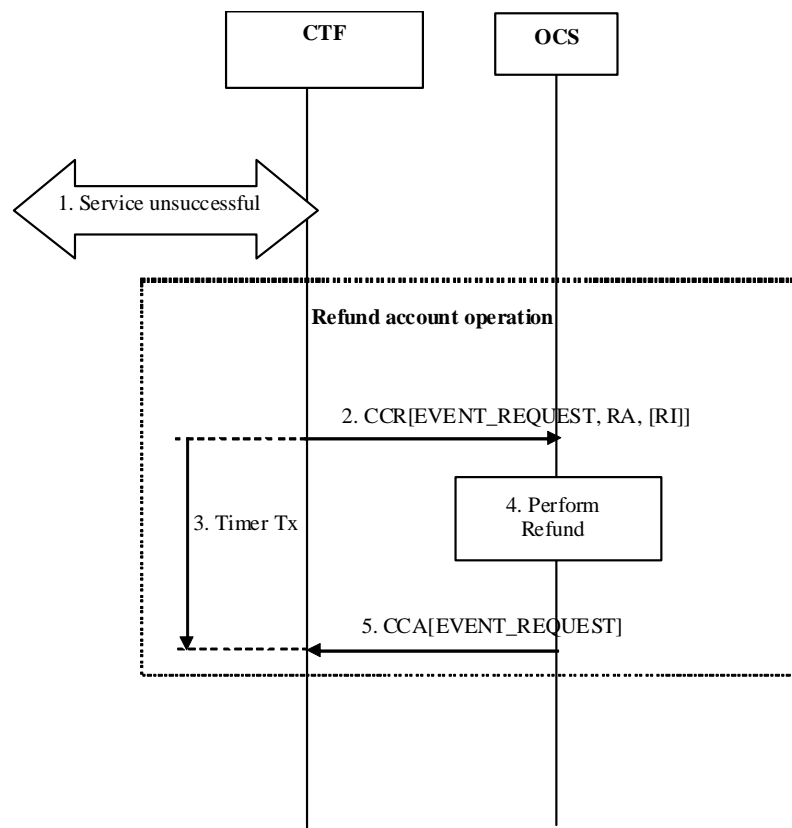 CTF
OCS
1. Service unsuccessful
Refund account operation
2. CCR[EVENT_REQUEST, RA, [RI]]
3. Timer Tx
4. Perform
Refund
5. CCA[EVENT_REQUEST]